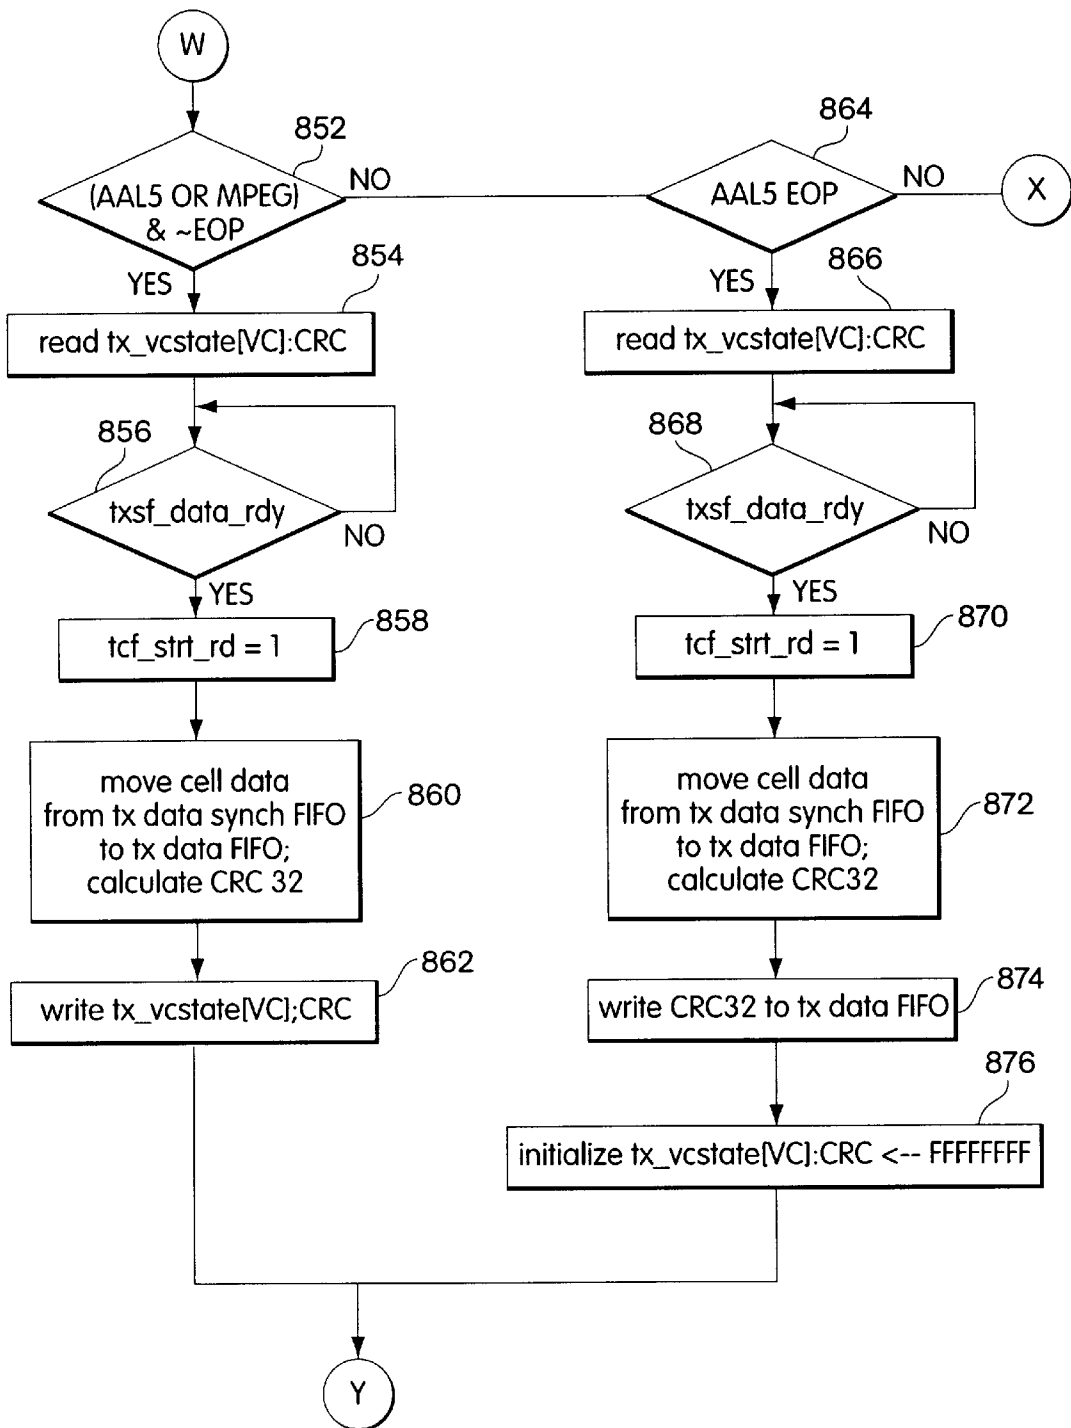 W
852
(AAL5 OR MPEG)
& ~EOP
NO
YES
854
read tx_vcstate[VC]:CRC
856
txsf_data_rdy
NO
YES
858
tcf_strt_rd = 1
860
move cell data
from tx data synch FIFO
to tx data FIFO;
calculate CRC 32
862
write tx_vcstate[VC];CRC
864
AAL5 EOP
NO
X
YES
866
read tx_vcstate[VC]:CRC
868
txsf_data_rdy
NO
YES
870
tcf_strt_rd = 1
872
move cell data
from tx data synch FIFO
to tx data FIFO;
calculate CRC32
874
write CRC32 to tx data FIFO
876
initialize tx_vcstate[VC]:CRC <-- FFFFFFFF
Y